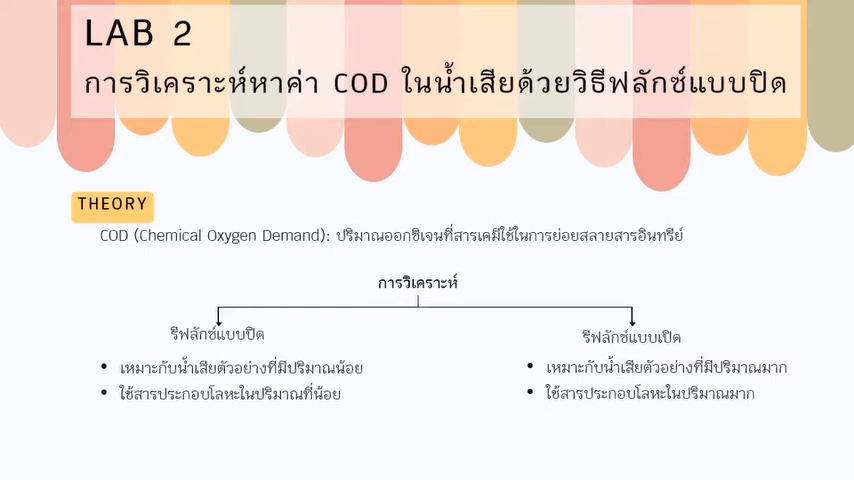 LAB 2
การวิเคราะห์หาค่า COD ในน้ำเสียด้วยวิธีฟลักซ์แบบปิด
THEORY
COD (Chemical Oxygen Demand): ปริมาณออกซิเจนที่สารเคมีใช้ในการย่อยสลายสารอินทรีย์
การวิเคราะห์
รีฟลักซ์แบบปิด
รีฟลักซ์แบบเปิด
• เหมาะกับน้ำเสียตัวอย่างที่มีปริมาณน้อย
• ใช้สารประกอบโลหะในปริมาณที่น้อย
• เหมาะกับน้ำเสียตัวอย่างที่มีปริมาณมาก
• ใช้สารประกอบโลหะในปริมาณมาก